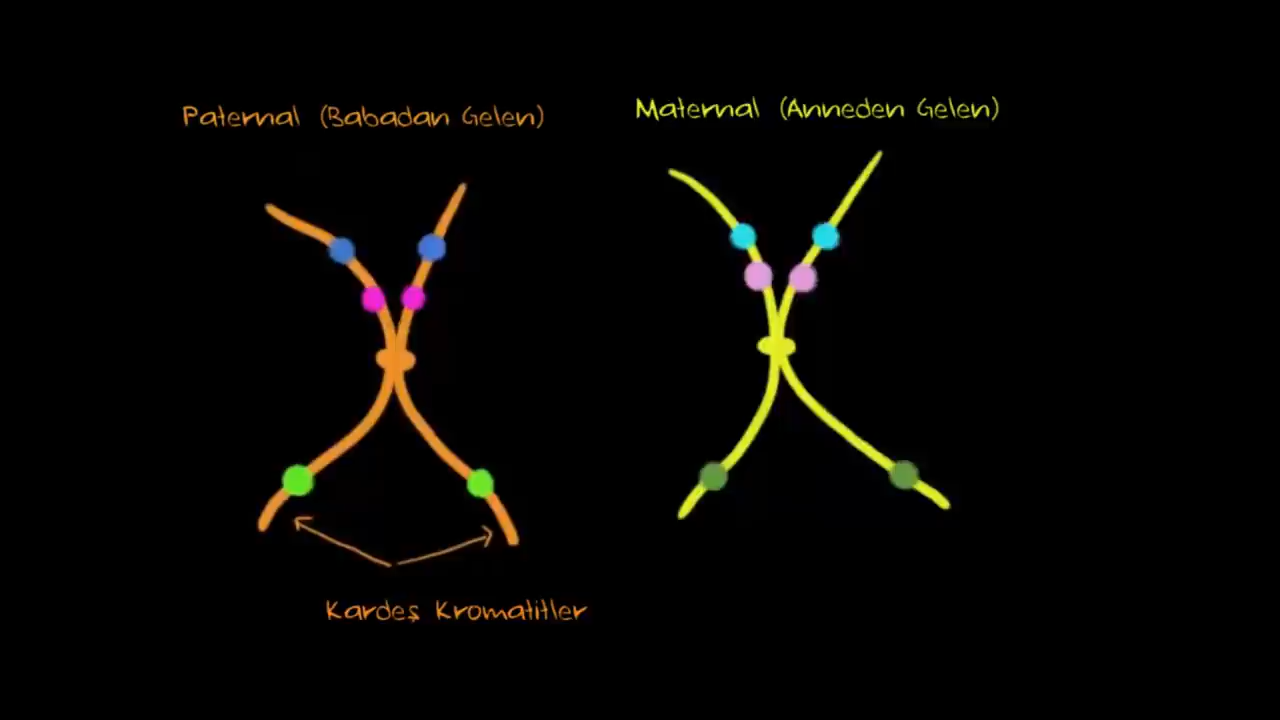 Paternal (Babadan Gelen)
Maternal (Anneden Gelen)
Kardeş Kromatitler